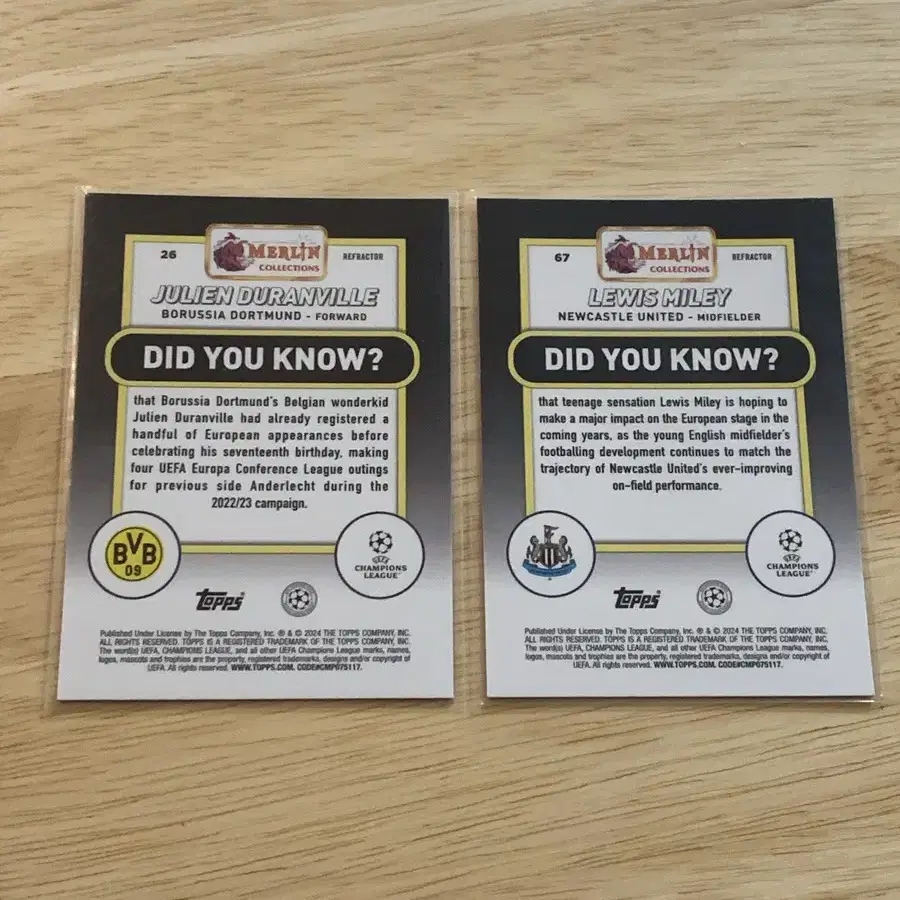 26
MERLIN
COLLECTIONS
REFRACTOR
JULIEN DURANVILLE
BORUSSIA DORTMUND - FORWARD
DID YOU KNOW?
that Borussia Dortmund's Belgian wonderkid
Julien Duranville had already registered a
handful of European appearances before
celebrating his seventeenth birthday, making
four UEFA Europa Conference League outings
for previous side Anderlecht during the
2022/23 campaign.
BVB
09
UEFA
CHAMPIONS
LEAGUE
topps
Published Under License by The Topps Company, Inc. ® & © 2024 THE TOPPS COMPANY, INC.
ALL RIGHTS RESERVED. TOPPS IS A REGISTERED TRADEMARK OF THE TOPPS COMPANY, INC.
The word(s) UEFA, CHAMPIONS LEAGUE, and all other UEFA Champions League marks, names,
logos, mascots and trophies are the property, registered trademarks, designs and/or copyright of
UEFA. All rights reserved. WWW.TOPPS.COM. CODE#CMP075117.
67
MERLIN
COLLECTIONS
REFRACTOR
LEWIS MILEY
NEWCASTLE UNITED - MIDFIELDER
DID YOU KNOW?
that teenage sensation Lewis Miley is hoping to
make a major impact on the European stage in the
coming years, as the young English midfielder's
footballing development continues to match the
trajectory of Newcastle United's ever-improving
on-field performance.
UEFA
CHAMPIONS
LEAGUE
topps
Published Under License by The Topps Company, Inc. ® & © 2024 THE TOPPS COMPANY, INC.
ALL RIGHTS RESERVED. TOPPS IS A REGISTERED TRADEMARK OF THE TOPPS COMPANY, INC.
The word(s) UEFA, CHAMPIONS LEAGUE, and all other UEFA Champions League marks, names,
logos, mascots and trophies are the property, registered trademarks, designs and/or copyright of
UEFA. All rights reserved. WWW.TOPPS.COM. CODE#CMP075117.